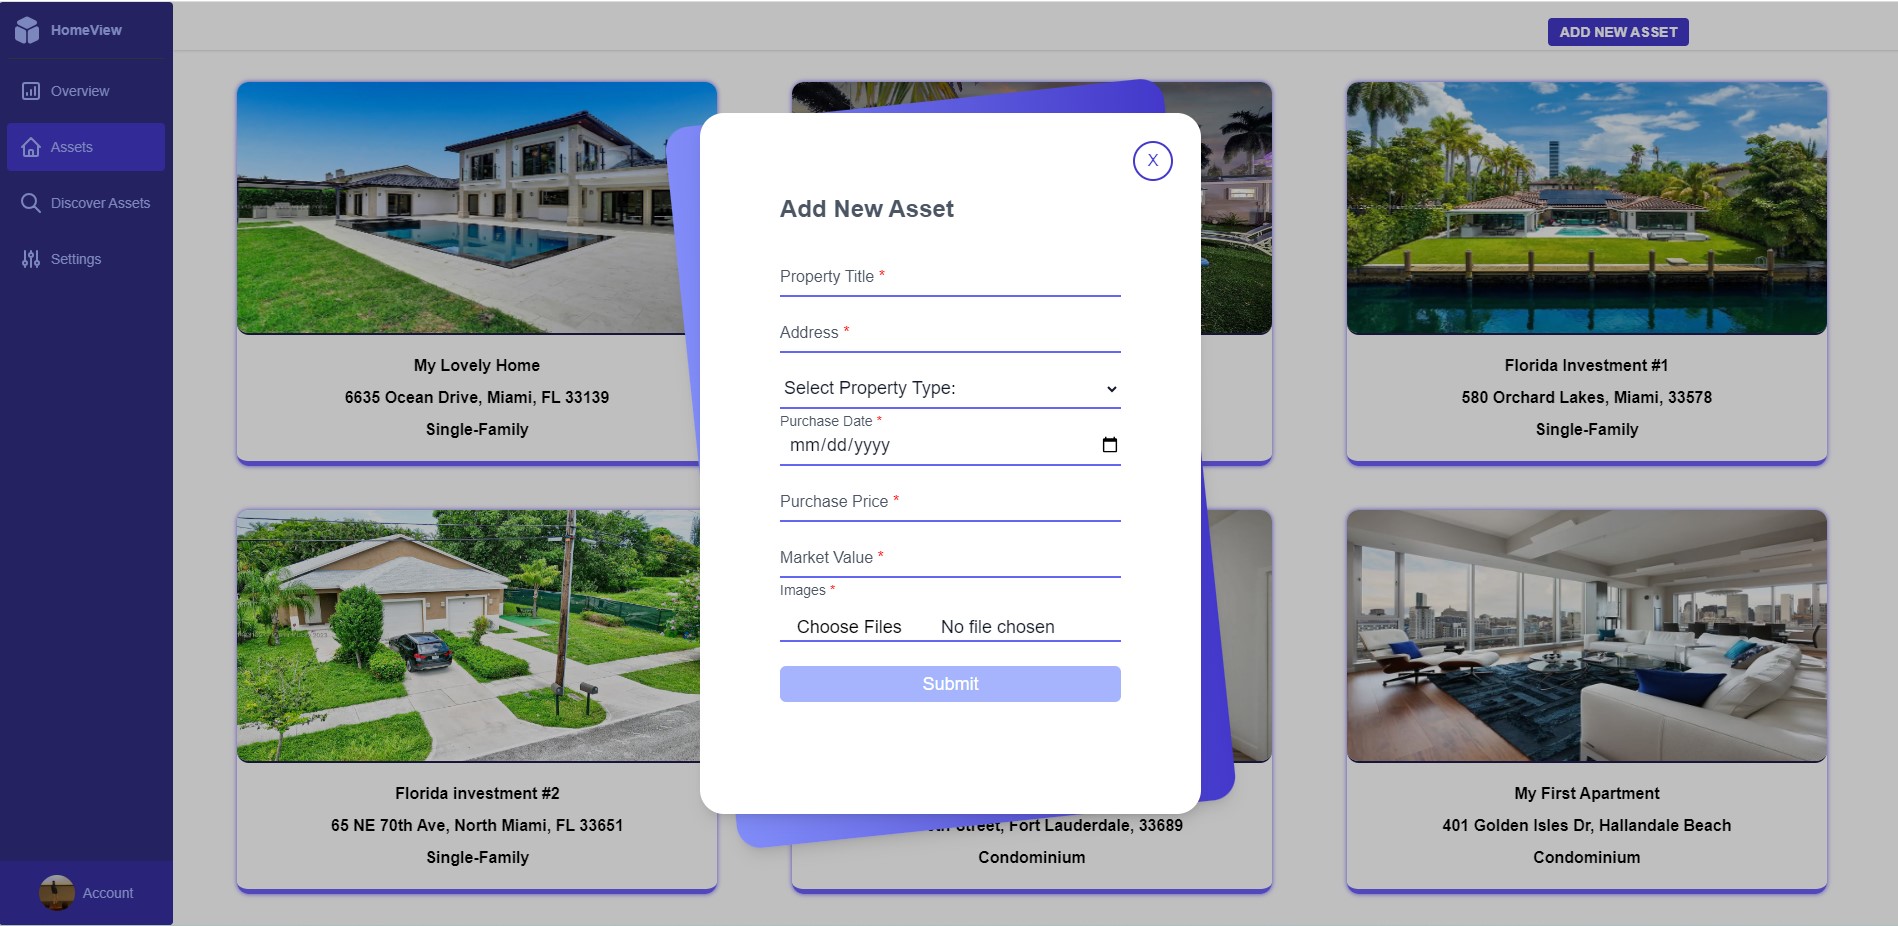 HomeView
ADD NEW ASSET
Overview
Assets
Discover Assets
Settings
Account
My Lovely Home
6635 Ocean Drive, Miami, FL 33139
Single-Family
Florida Investment #1
580 Orchard Lakes, Miami, 33578
Single-Family
X
Add New Asset
Property Title *
Address *
Select Property Type:
Purchase Date *
mm/dd/yyyy
Purchase Price *
Market Value *
Images *
Choose Files No file chosen
Submit
Florida investment #2
65 NE 70th Ave, North Miami, FL 33651
Single-Family
Street, Fort Lauderdale, 33689
Condominium
My First Apartment
401 Golden Isles Dr, Hallandale Beach
Condominium